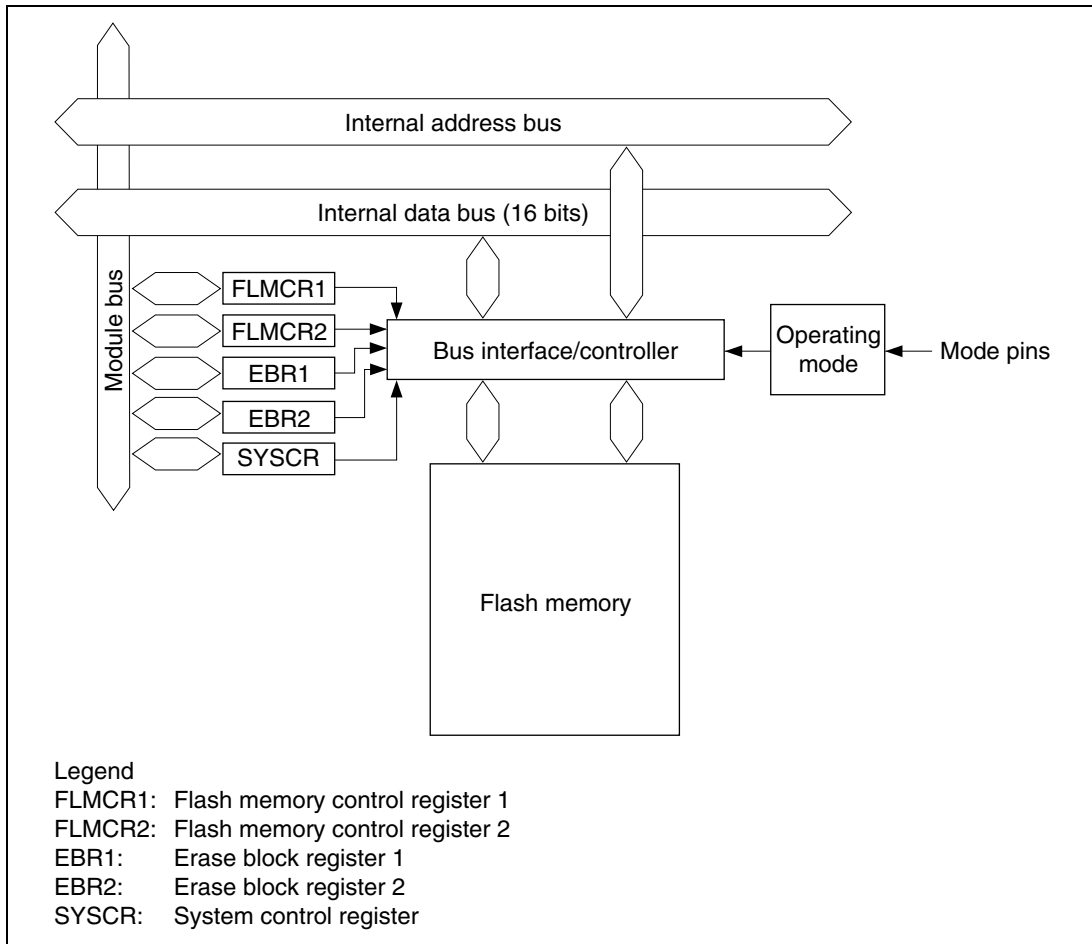 Internal address bus
Internal data bus (16 bits)
Module bus
FLMCR1
FLMCR2
EBR1
EBR2
SYSCR
Bus interface/controller
Operating
mode
Mode pins
Flash memory
Legend
FLMCR1: Flash memory control register 1
FLMCR2: Flash memory control register 2
EBR1: Erase block register 1
EBR2: Erase block register 2
SYSCR: System control register